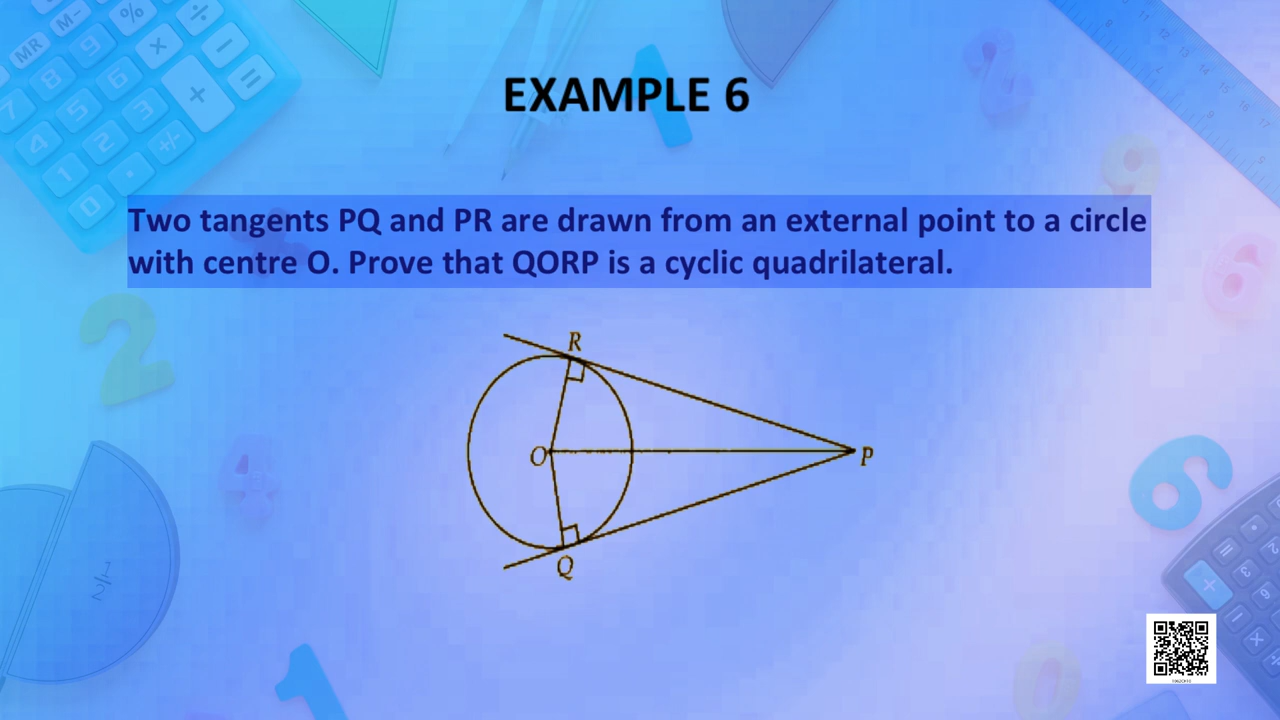 EXAMPLE 6
Two tangents PQ and PR are drawn from an external point to a circle
with centre O. Prove that QORP is a cyclic quadrilateral.
R
O
P
Q